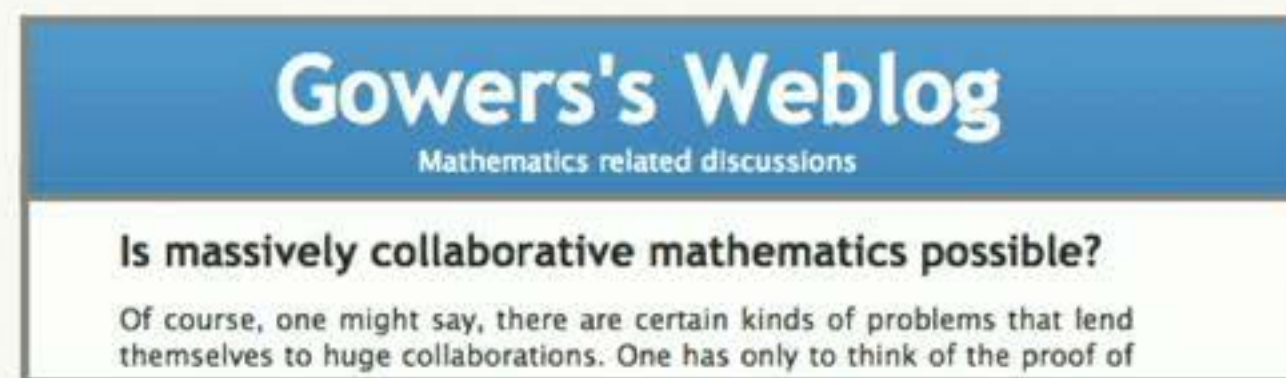 Gowers's Weblog
Mathematics related discussions
Is massively collaborative mathematics possible?
Of course, one might say, there are certain kinds of problems that lend
themselves to huge collaborations. One has only to think of the proof of